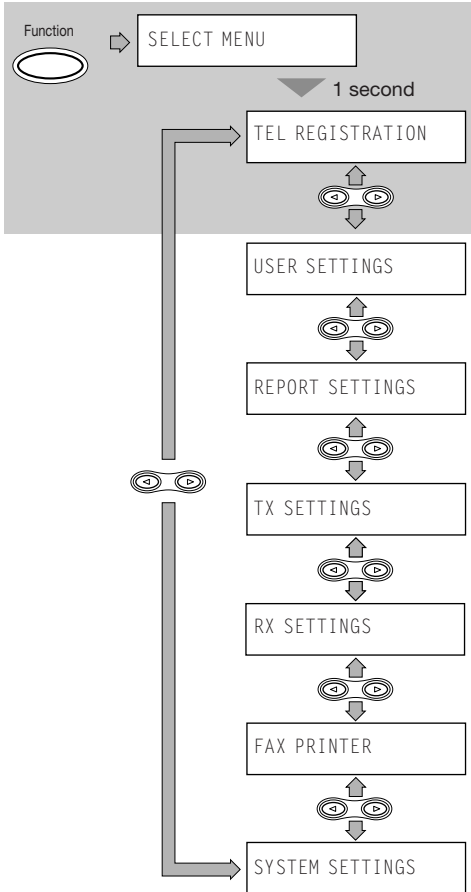 Function
SELECT MENU
1 second
TEL REGISTRATION
USER SETTINGS
REPORT SETTINGS
TX SETTINGS
RX SETTINGS
FAX PRINTER
SYSTEM SETTINGS